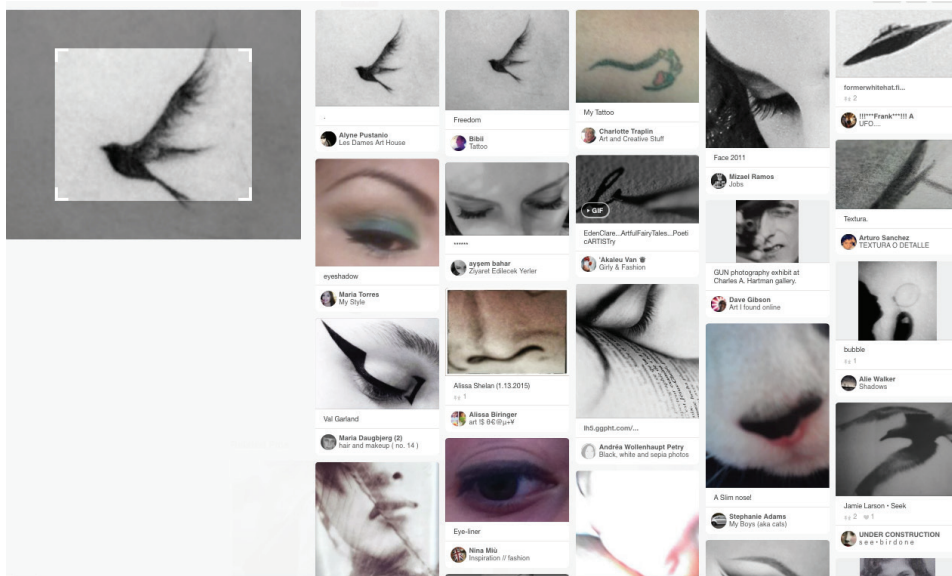 .
Alyne Pustanio
Les Dames Art House
eyeshadow
Maria Torres
My Style
Val Garland
Maria Daugbjerg (2)
hair and makeup ( no. 14 )
Freedom
Bibii
Tattoo
******
ayşem bahar
Ziyaret Edilecek Yerler
Alissa Shelan (1.13.2015)
1
Alissa Biringer
art !$ θ€@µ+¥
Eye-liner
Nina Miù
Inspiration // fashion
My Tattoo
Charlotte Traplin
Art and Creative Stuff
GIF
EdenClare...ArtfulFairyTales...Poeti
cARTISTry
'Akaleu Van
Girly & Fashion
lh5.ggpht.com/...
Andréa Wollenhaupt Petry
Black, white and sepia photos
Face 2011
Mizael Ramos
Jobs
GUN photography exhibit at
Charles A. Hartman gallery.
Dave Gibson
Art I found online
A Slim nose!
Stephanie Adams
My Boys (aka cats)
formerwhitehat.fi...
2
!!!***Frank***!!! A
UFO....
Textura.
Arturo Sanchez
TEXTURA O DETALLE
bubble
1
Alie Walker
Shadows
Jamie Larson • Seek
2 1
UNDER CONSTRUCTION
s e e • b i r d o n e